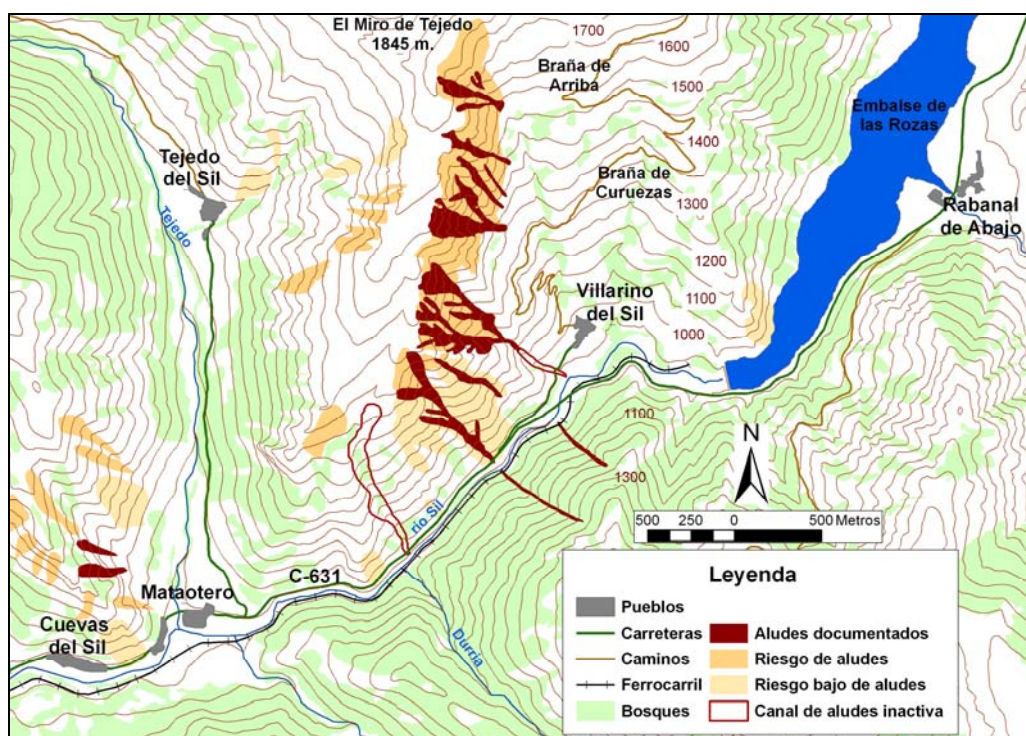 El Miro de Tejedo
1845 m.
1700
1600
Braña de
Arriba
1500
Embalse de
las Rozas
1400
Tejedo
del Sil
Braña de
Curuezas
1300
Rabanal
de Abajo
Tejedo
1200
Villarino
del Sil
1100
1000
1100
N
1300
río Sil
500 250 0 500 Metros
C-631
Mataotero
Cuevas
del Sil
Durria
Leyenda
Pueblos
Carreteras
Caminos
Ferrocarril
Bosques
Aludes documentados
Riesgo de aludes
Riesgo bajo de aludes
Canal de aludes inactiva